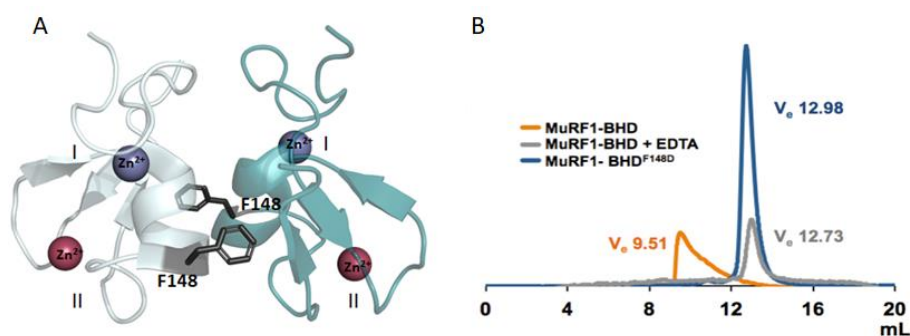 A
Zn2+
I
Zn2+
I
F148
Zn2+
F148
Zn2+
II
II
B
MuRF1-BHD
MuRF1-BHD + EDTA
MuRF1- BHDF148D
Ve 12.98
Ve 9.51
Ve 12.73
0 4 8 12 16 20
mL